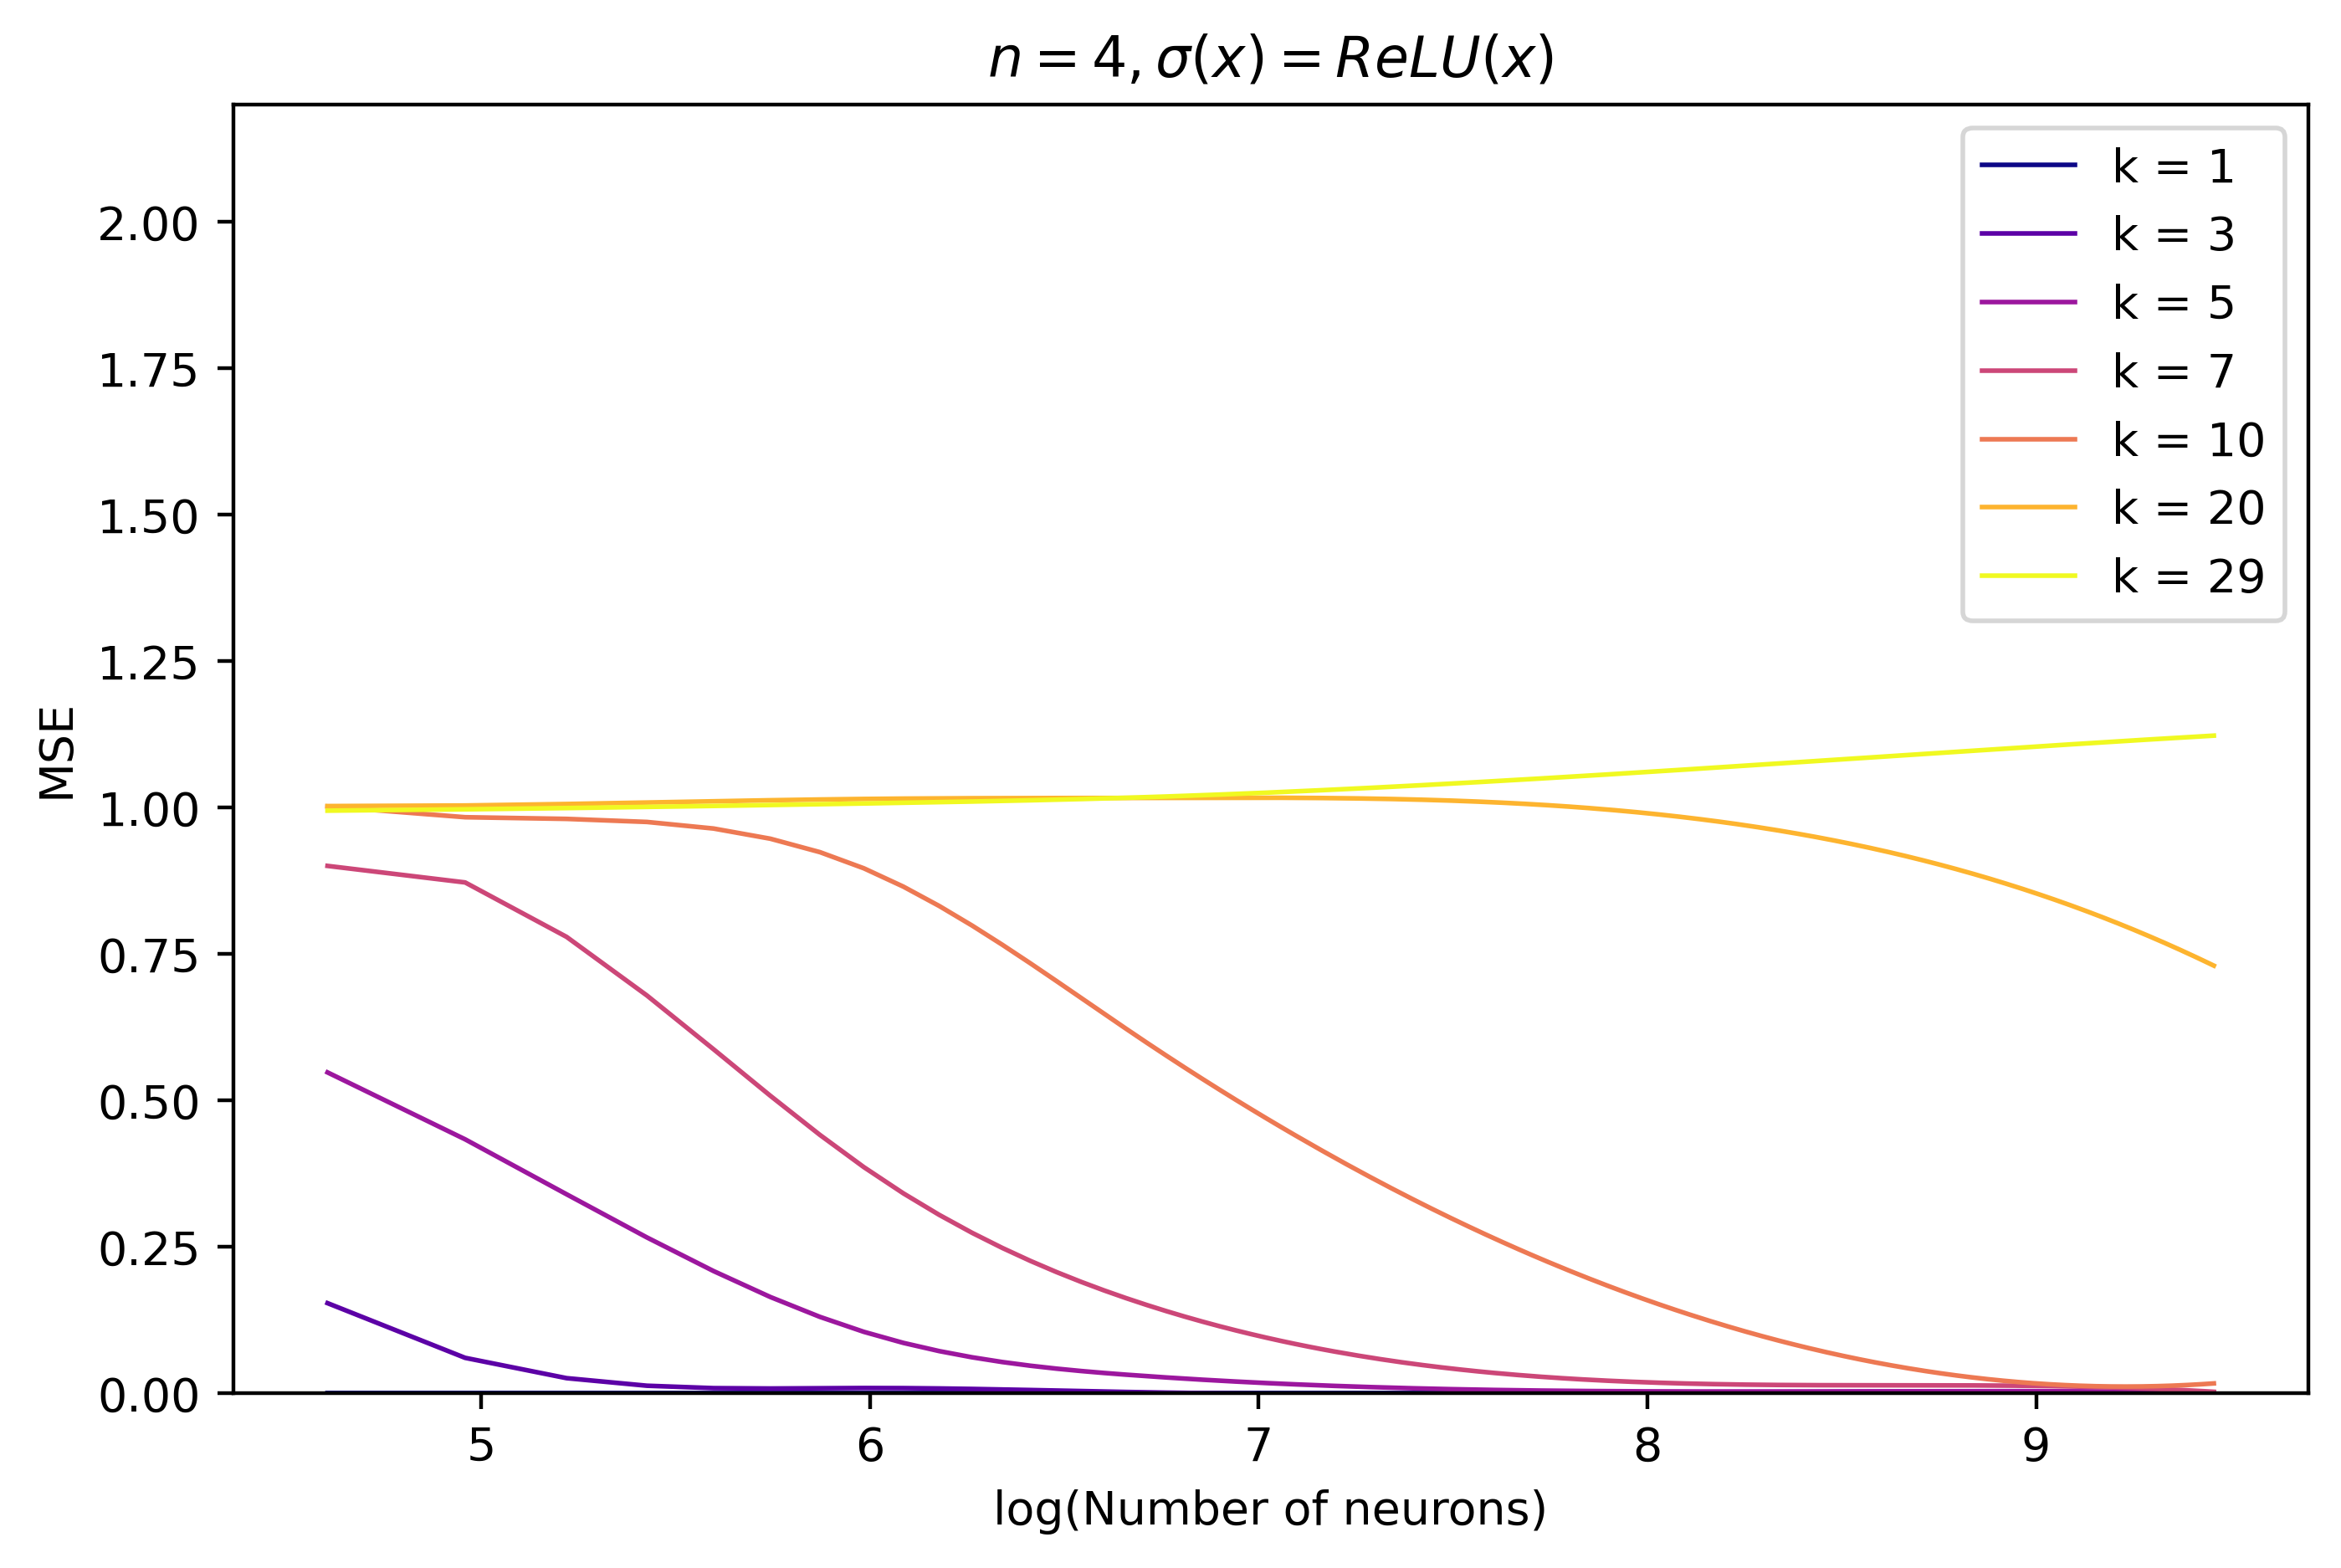 n = 4, σ(x) = ReLU(x)
k = 1
k = 3
k = 5
k = 7
k = 10
k = 20
k = 29
2.00
1.75
1.50
1.25
1.00
0.75
0.50
0.25
0.00
MSE
5 6 7 8 9
log(Number of neurons)